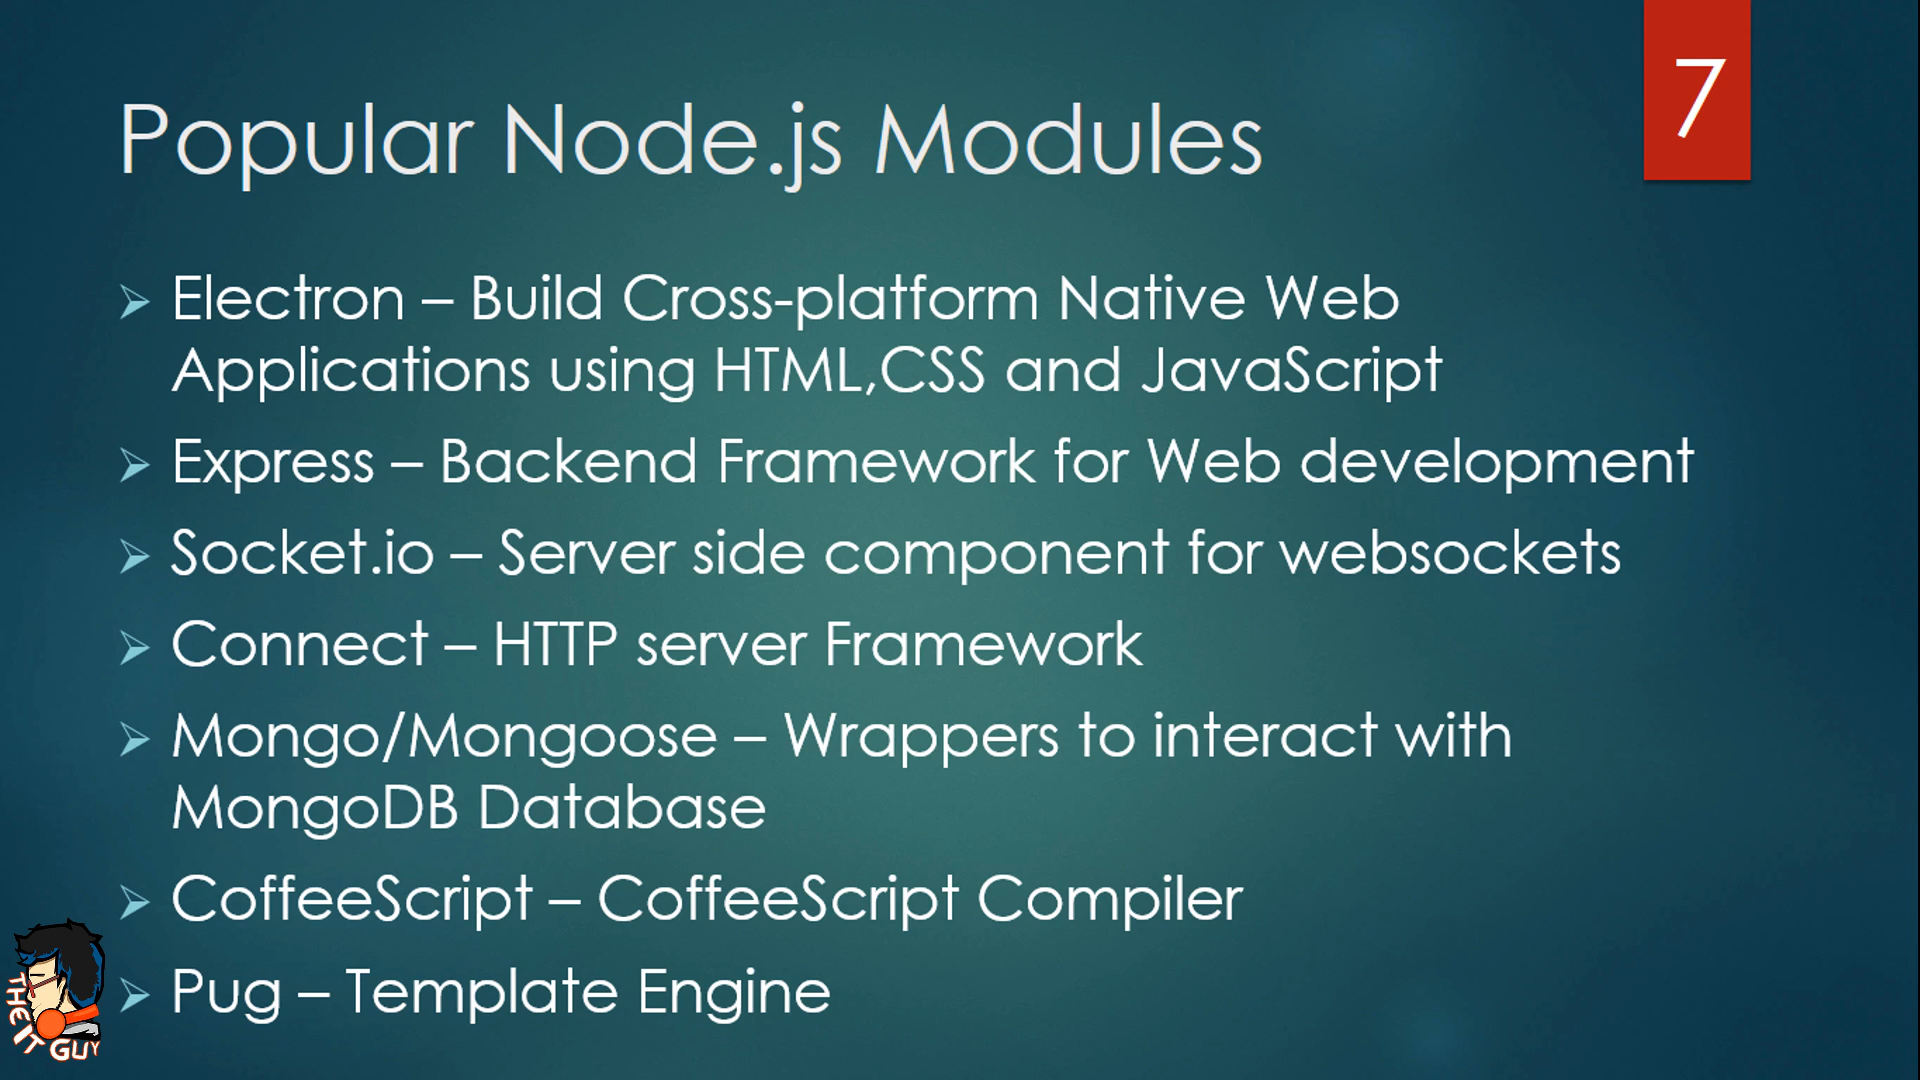 7
Popular Node.js Modules
Electron – Build Cross-platform Native Web
Applications using HTML,CSS and JavaScript
Express – Backend Framework for Web development
Socket.io – Server side component for websockets
Connect – HTTP server Framework
Mongo/Mongoose – Wrappers to interact with
MongoDB Database
CoffeeScript – CoffeeScript Compiler
Pug – Template Engine
THE IT GUY